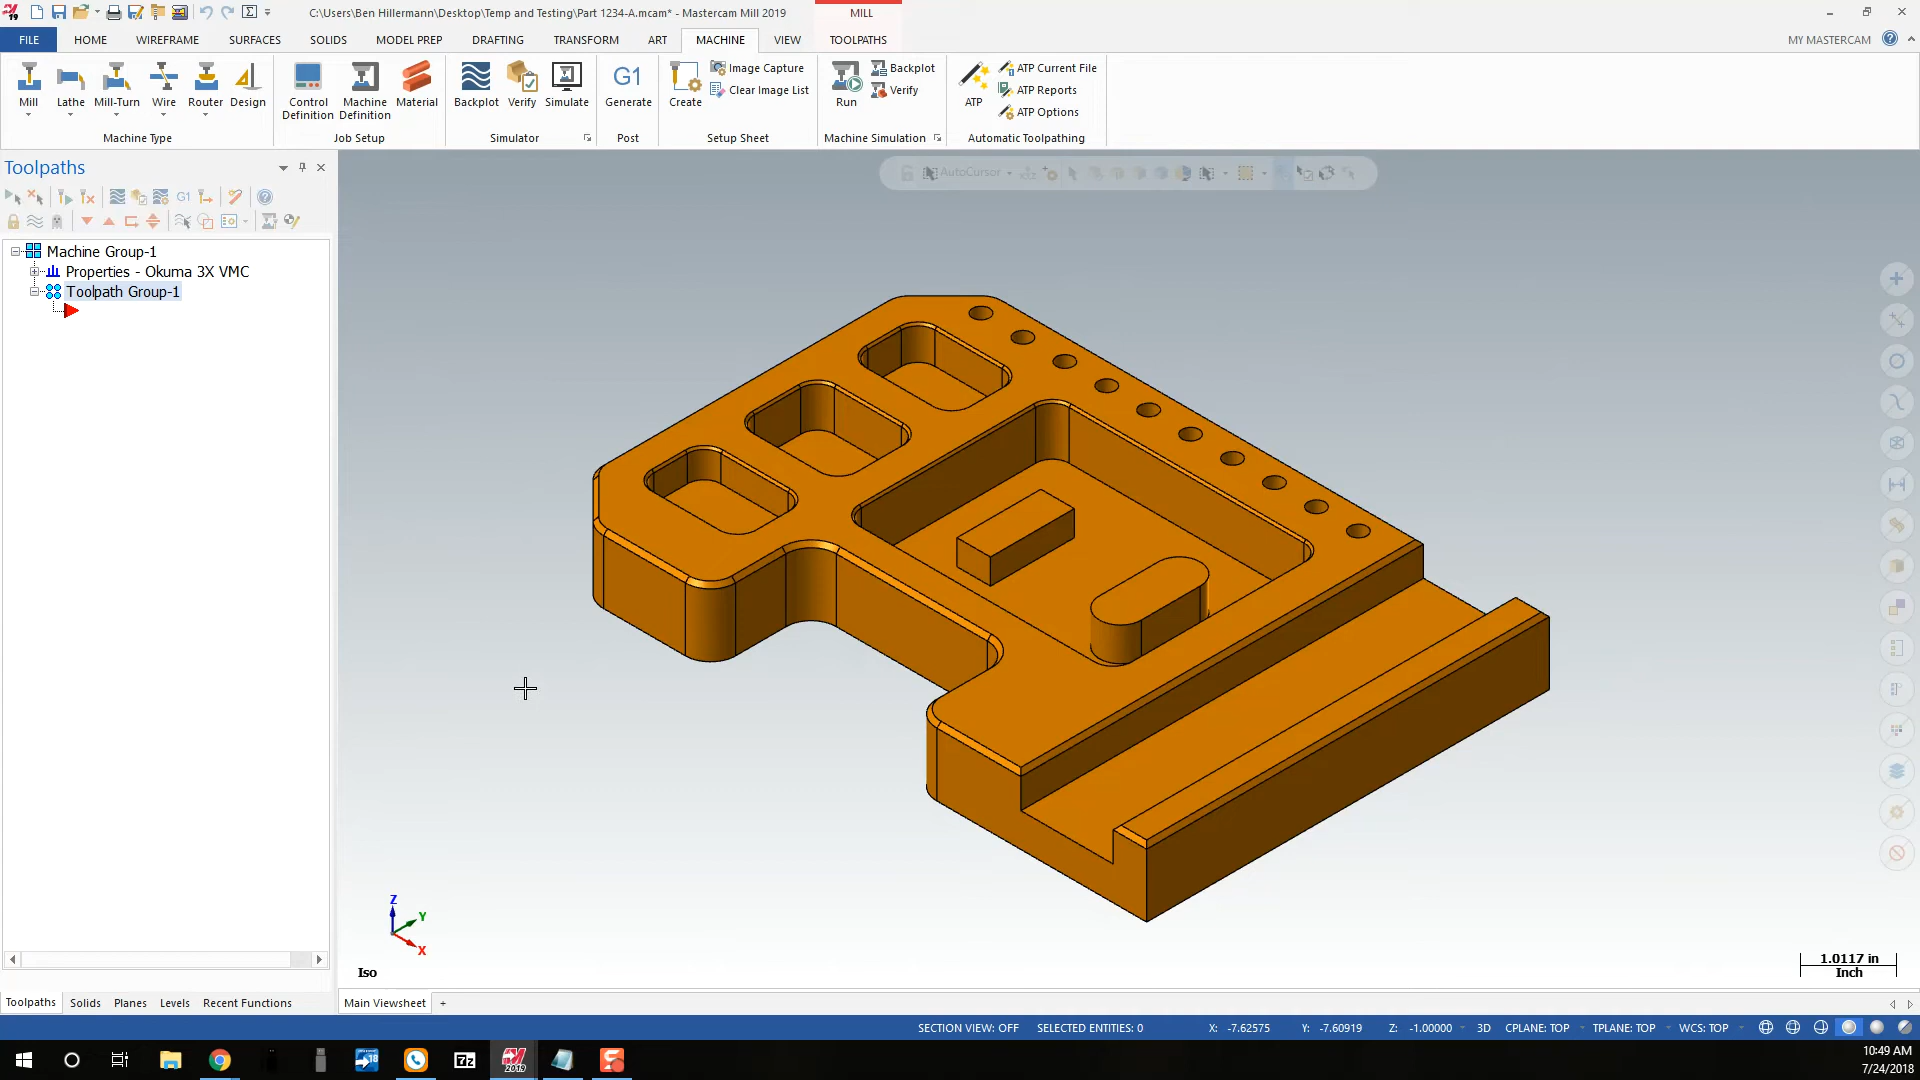 C:\Users\Ben Hillermann\Desktop\Temp and Testing\Part 1234-A.mcam* - Mastercam Mill 2019
MILL
FILE HOME WIREFRAME SURFACES SOLIDS MODEL PREP DRAFTING TRANSFORM ART MACHINE VIEW TOOLPATHS
MY MASTERCAM
Mill Lathe Mill-Turn Wire Router Design
Machine Type
Control Definition Machine Definition Material
Job Setup
Backplot Verify Simulate
Simulator
G1
Generate
Post
Create
Image Capture
Clear Image List
Setup Sheet
Run
Backplot
Verify
Machine Simulation
ATP
ATP Current File
ATP Reports
ATP Options
Automatic Toolpathing
Toolpaths
G1
AutoCursor
Machine Group-1
Properties - Okuma 3X VMC
Toolpath Group-1
Z
Y
X
Iso
1.0117 in
Inch
Toolpaths Solids Planes Levels Recent Functions
Main Viewsheet +
SECTION VIEW: OFF SELECTED ENTITIES: 0 X: -7.62575 Y: -7.60919 Z: -1.00000 3D CPLANE: TOP TPLANE: TOP WCS: TOP
18
7z
2019
10:49 AM
7/24/2018